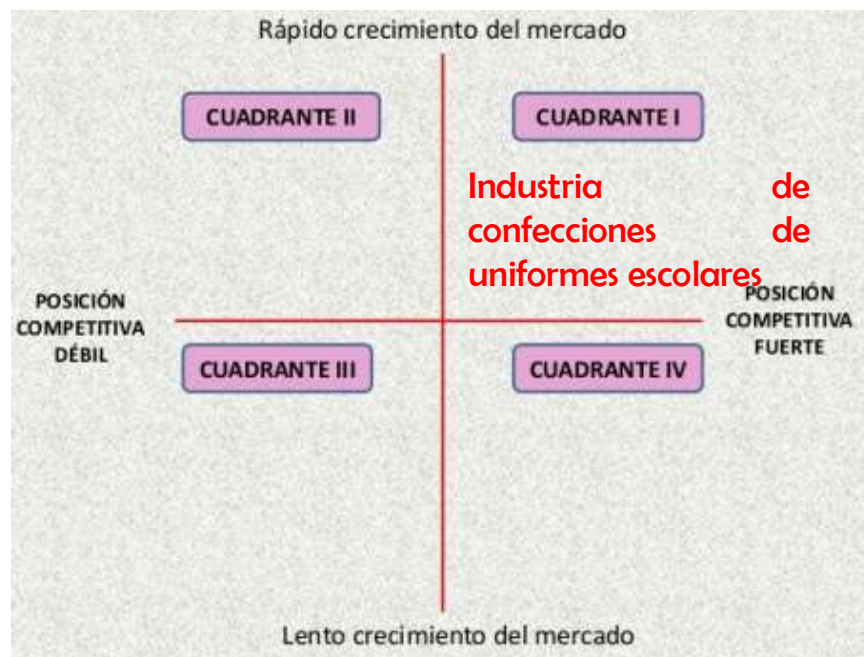 Rápido crecimiento del mercado
CUADRANTE II
CUADRANTE I
Industria de
confecciones de
uniformes escolares
POSICIÓN
COMPETITIVA
DÉBIL
POSICIÓN
COMPETITIVA
FUERTE
CUADRANTE III
CUADRANTE IV
Lento crecimiento del mercado